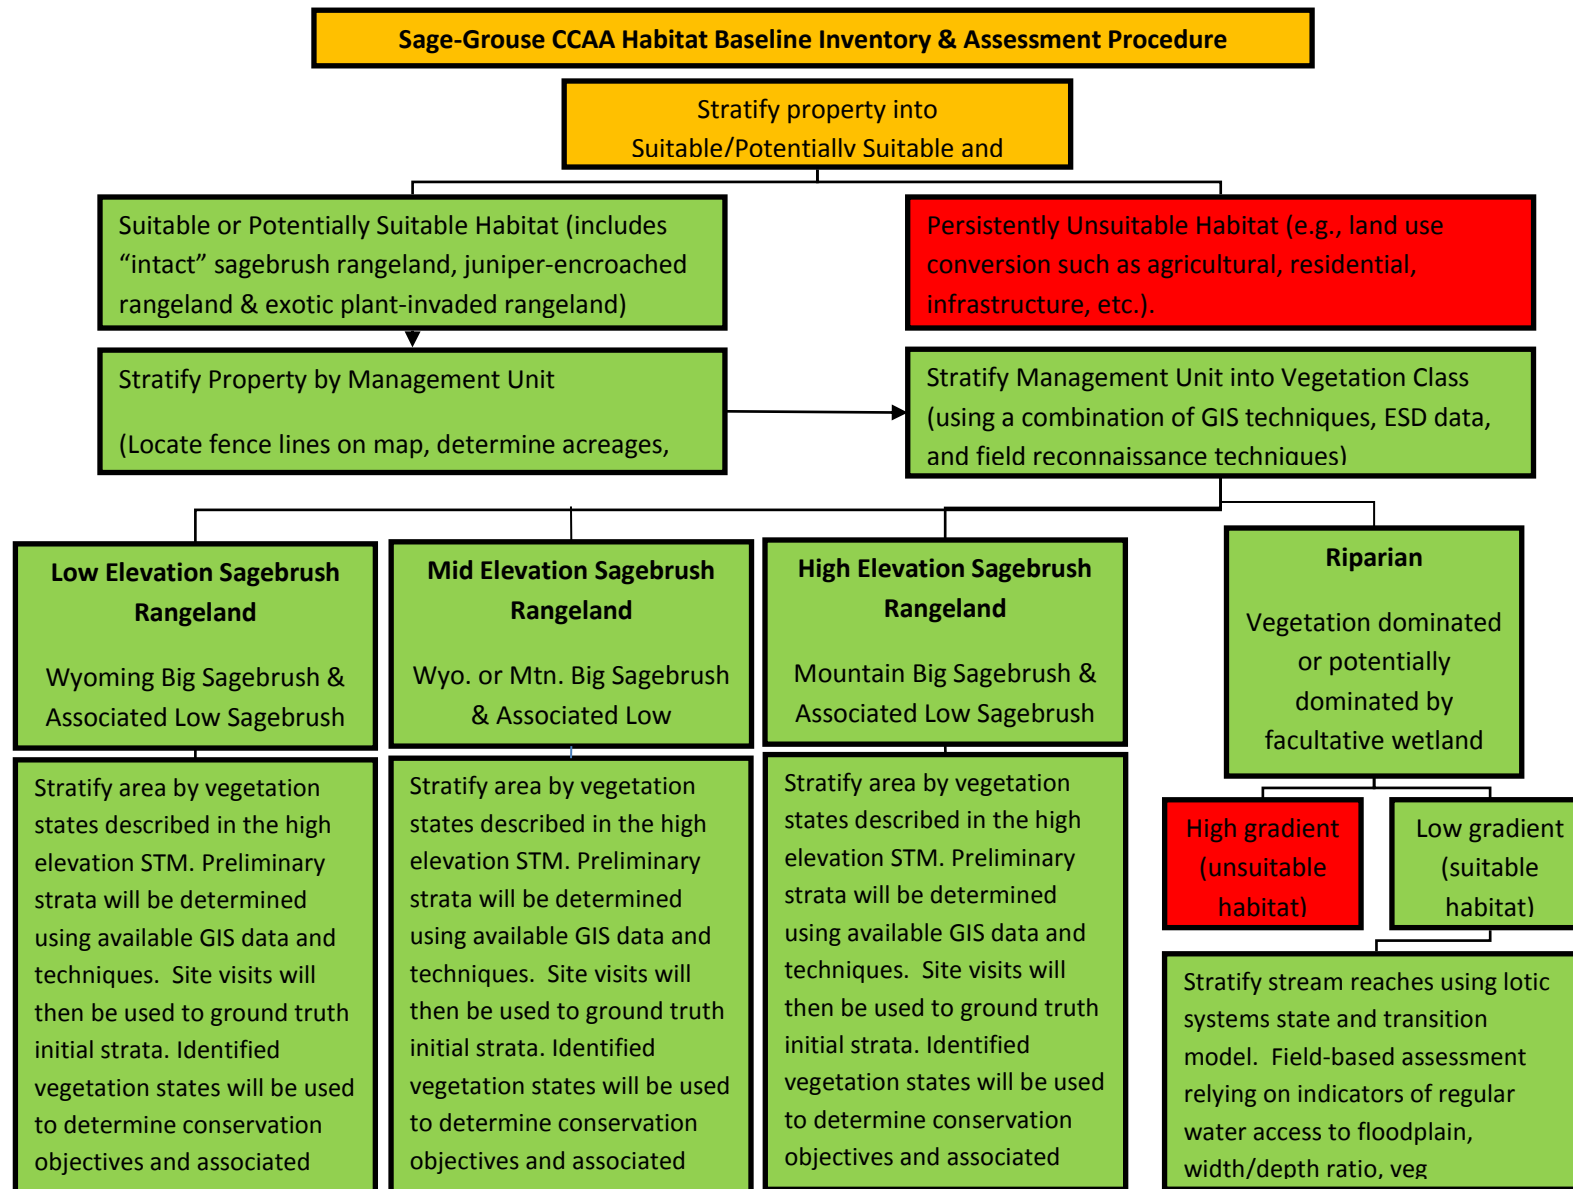 Sage-Grouse CCAA Habitat Baseline Inventory & Assessment Procedure
Stratify property into
Suitable/Potentially Suitable and
Suitable or Potentially Suitable Habitat (includes
“intact” sagebrush rangeland, juniper-encroached
rangeland & exotic plant-invaded rangeland)
Persistently Unsuitable Habitat (e.g., land use
conversion such as agricultural, residential,
infrastructure, etc.).
Stratify Property by Management Unit
(Locate fence lines on map, determine acreages,
Stratify Management Unit into Vegetation Class
(using a combination of GIS techniques, ESD data,
and field reconnaissance techniques)
Low Elevation Sagebrush
Rangeland
Wyoming Big Sagebrush &
Associated Low Sagebrush
Mid Elevation Sagebrush
Rangeland
Wyo. or Mtn. Big Sagebrush
& Associated Low
High Elevation Sagebrush
Rangeland
Mountain Big Sagebrush &
Associated Low Sagebrush
Riparian
Vegetation dominated
or potentially
dominated by
facultative wetland
Stratify area by vegetation
states described in the high
elevation STM. Preliminary
strata will be determined
using available GIS data and
techniques.  Site visits will
then be used to ground truth
initial strata. Identified
vegetation states will be used
to determine conservation
objectives and associated
Stratify area by vegetation
states described in the high
elevation STM. Preliminary
strata will be determined
using available GIS data and
techniques.  Site visits will
then be used to ground truth
initial strata. Identified
vegetation states will be used
to determine conservation
objectives and associated
Stratify area by vegetation
states described in the high
elevation STM. Preliminary
strata will be determined
using available GIS data and
techniques.  Site visits will
then be used to ground truth
initial strata. Identified
vegetation states will be used
to determine conservation
objectives and associated
High gradient
(unsuitable
habitat)
Low gradient
(suitable
habitat)
Stratify stream reaches using lotic
systems state and transition
model.  Field-based assessment
relying on indicators of regular
water access to floodplain,
width/depth ratio, veg